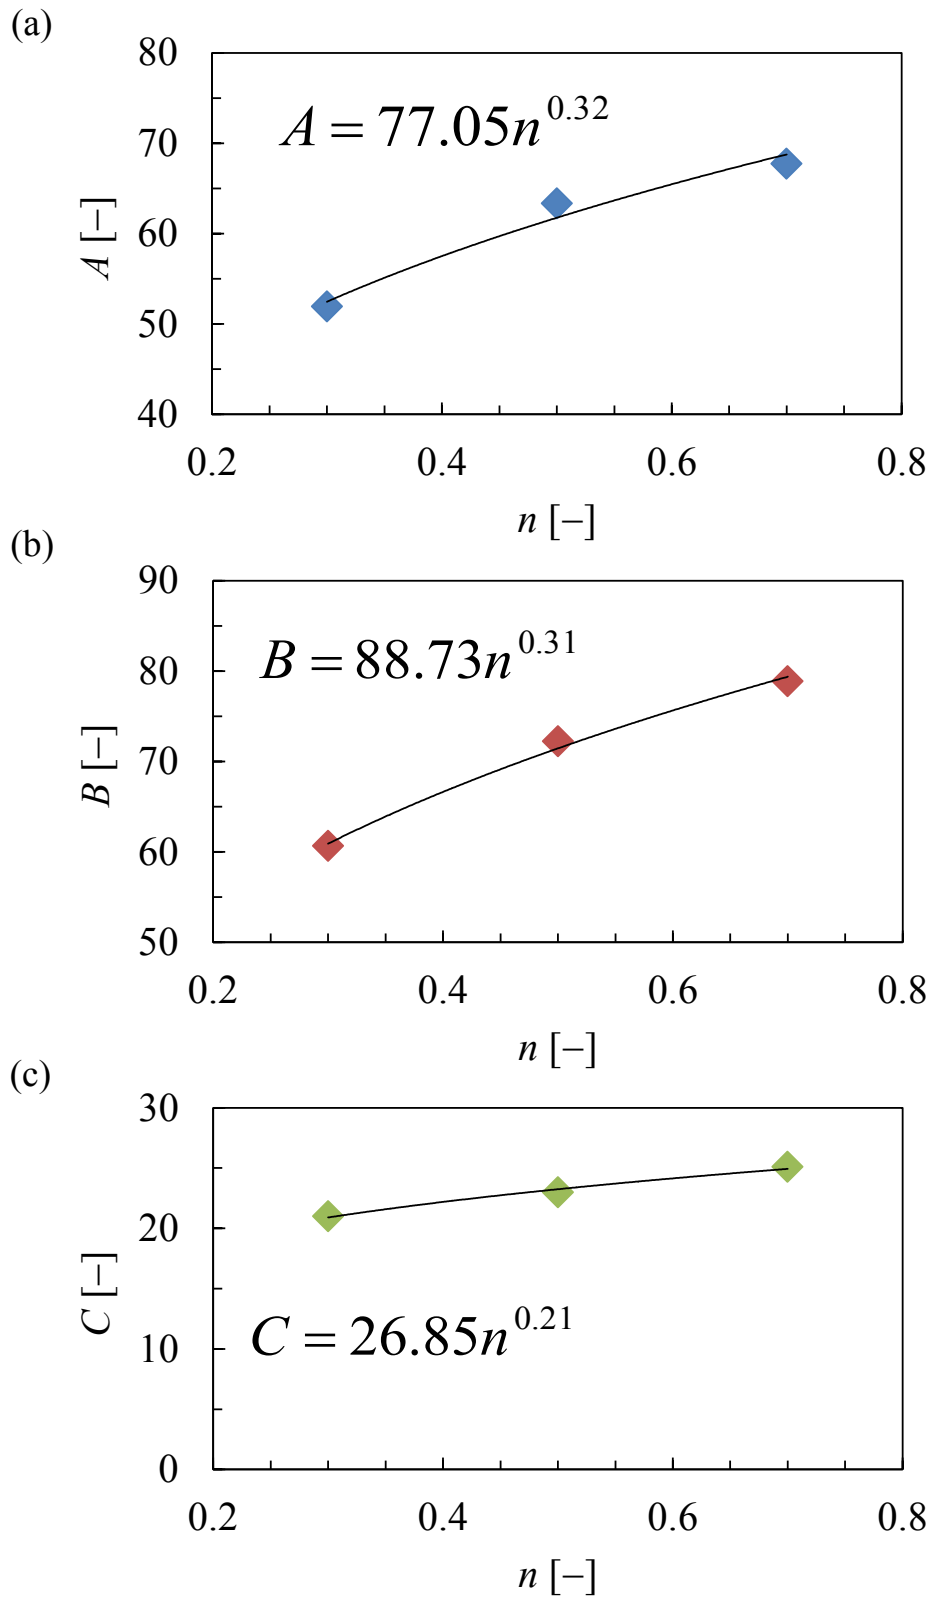 (a)
80
70
60
50
40
A [−]
A = 77.05n^0.32
0.2 0.4 0.6 0.8
n [−]
(b)
90
80
70
60
50
B [−]
B = 88.73n^0.31
0.2 0.4 0.6 0.8
n [−]
(c)
30
20
10
0
C [−]
C = 26.85n^0.21
0.2 0.4 0.6 0.8
n [−]